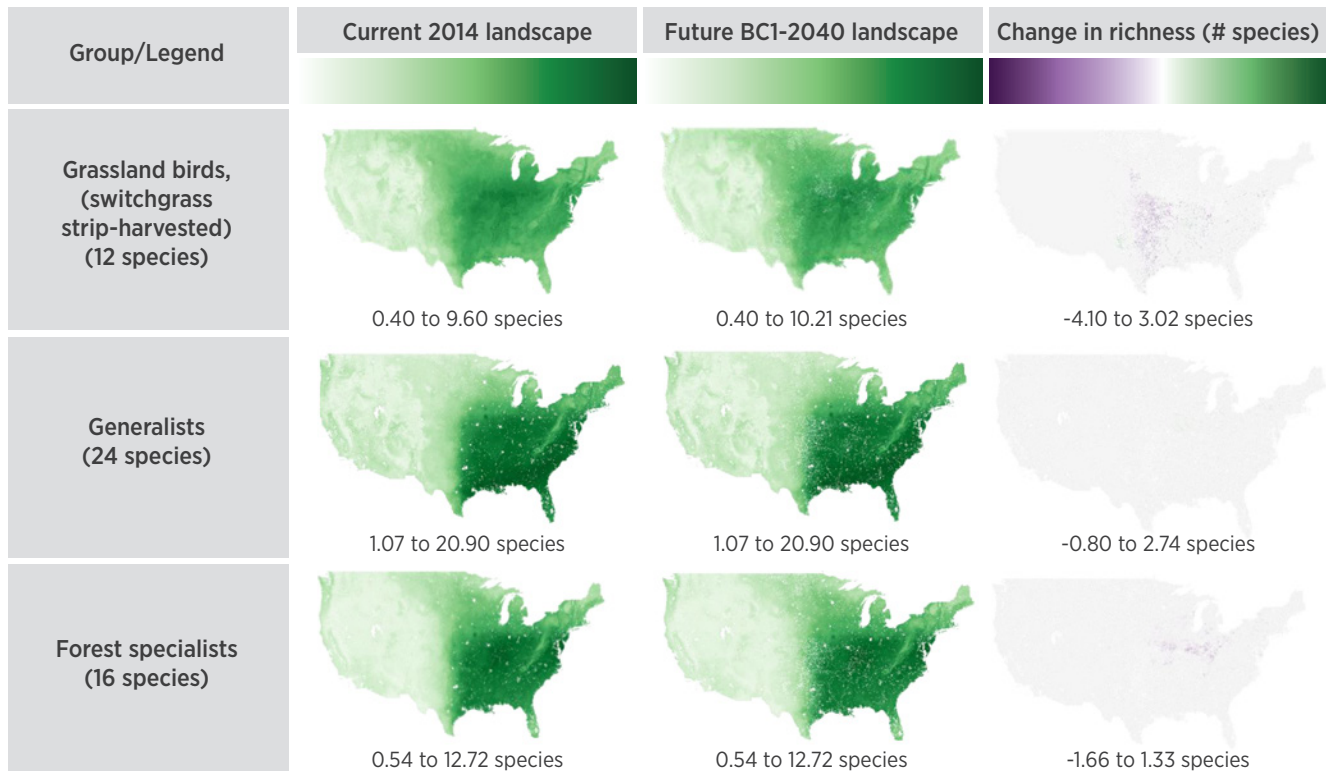 Group/Legend
Current 2014 landscape
Future BC1-2040 landscape
Change in richness (# species)
Grassland birds,
(switchgrass
strip-harvested)
(12 species)
0.40 to 9.60 species
0.40 to 10.21 species
-4.10 to 3.02 species
Generalists
(24 species)
1.07 to 20.90 species
1.07 to 20.90 species
-0.80 to 2.74 species
Forest specialists
(16 species)
0.54 to 12.72 species
0.54 to 12.72 species
-1.66 to 1.33 species